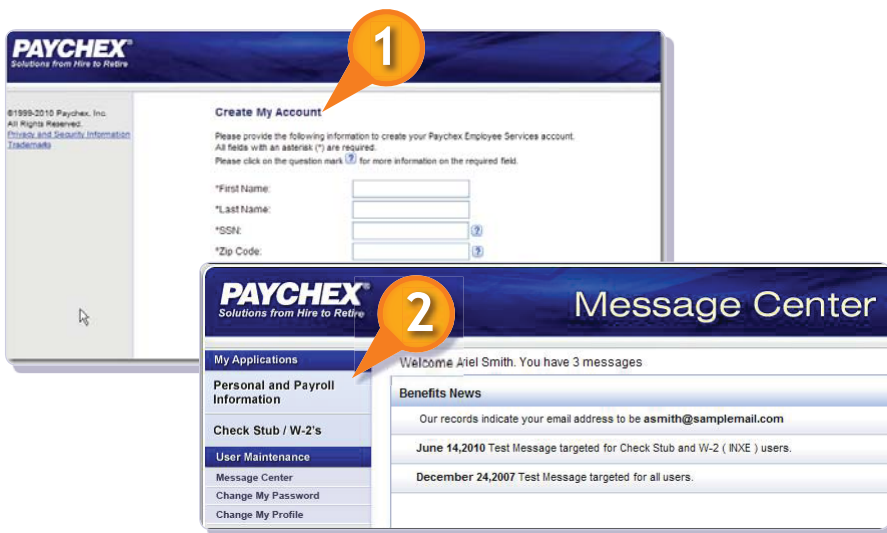 PAYCHEX®
Solutions from Hire to Retire
1
©1999-2010 Paychex, Inc.
All Rights Reserved.
Privacy and Security Information
Trademarks
Create My Account
Please provide the following information to create your Paychex Employee Services account.
All fields with an asterisk (*) are required.
Please click on the question mark ? for more information on the required field.
*First Name:
*Last Name:
*SSN: ?
*Zip Code: ?
PAYCHEX®
Solutions from Hire to Retire
2
Message Center
My Applications
Personal and Payroll
Information
Check Stub / W-2's
User Maintenance
Message Center
Change My Password
Change My Profile
Welcome Ariel Smith. You have 3 messages
Benefits News
Our records indicate your email address to be asmith@samplemail.com
June 14,2010 Test Message targeted for Check Stub and W-2 ( INXE ) users.
December 24,2007 Test Message targeted for all users.